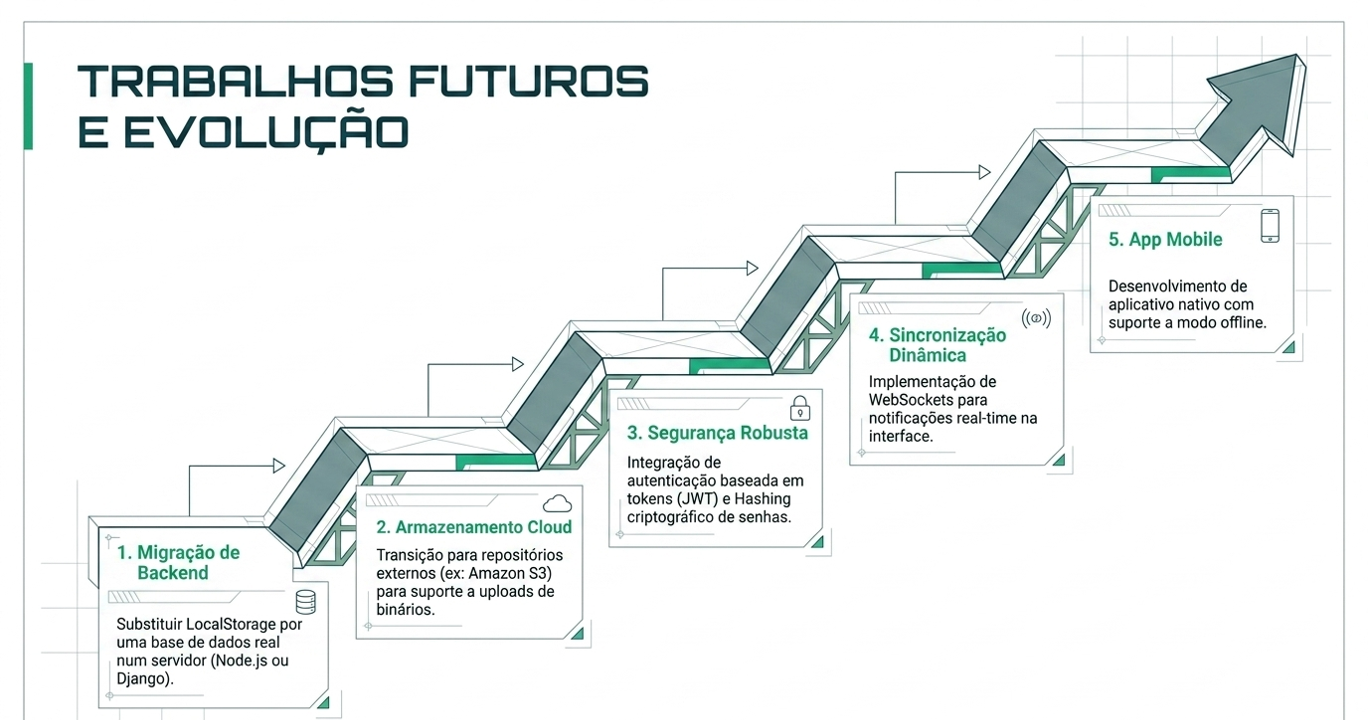 TRABALHOS FUTUROS
E EVOLUÇÃO
1. Migração de
Backend
Substituir LocalStorage por
uma base de dados real
num servidor (Node.js ou
Django).
2. Armazenamento Cloud
Transição para repositórios
externos (ex: Amazon S3)
para suporte a uploads de
binários.
3. Segurança Robusta
Integração de
autenticação baseada em
tokens (JWT) e Hashing
criptográfico de senhas.
4. Sincronização
Dinâmica
Implementação de
WebSockets para
notificações real-time na
interface.
5. App Mobile
Desenvolvimento de
aplicativo nativo com
suporte a modo offline.